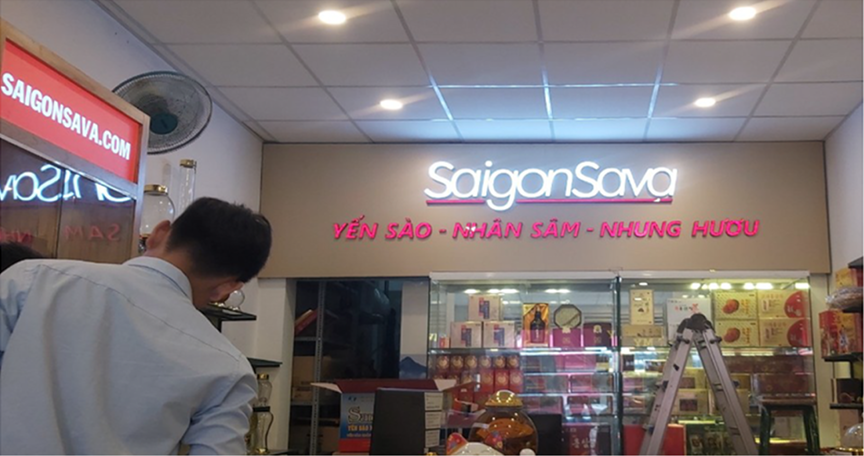 SAIGONSAVA.COM
SaigonSava
YẾN SÀO - NHÂN SÂM - NHUNG HƯƠU